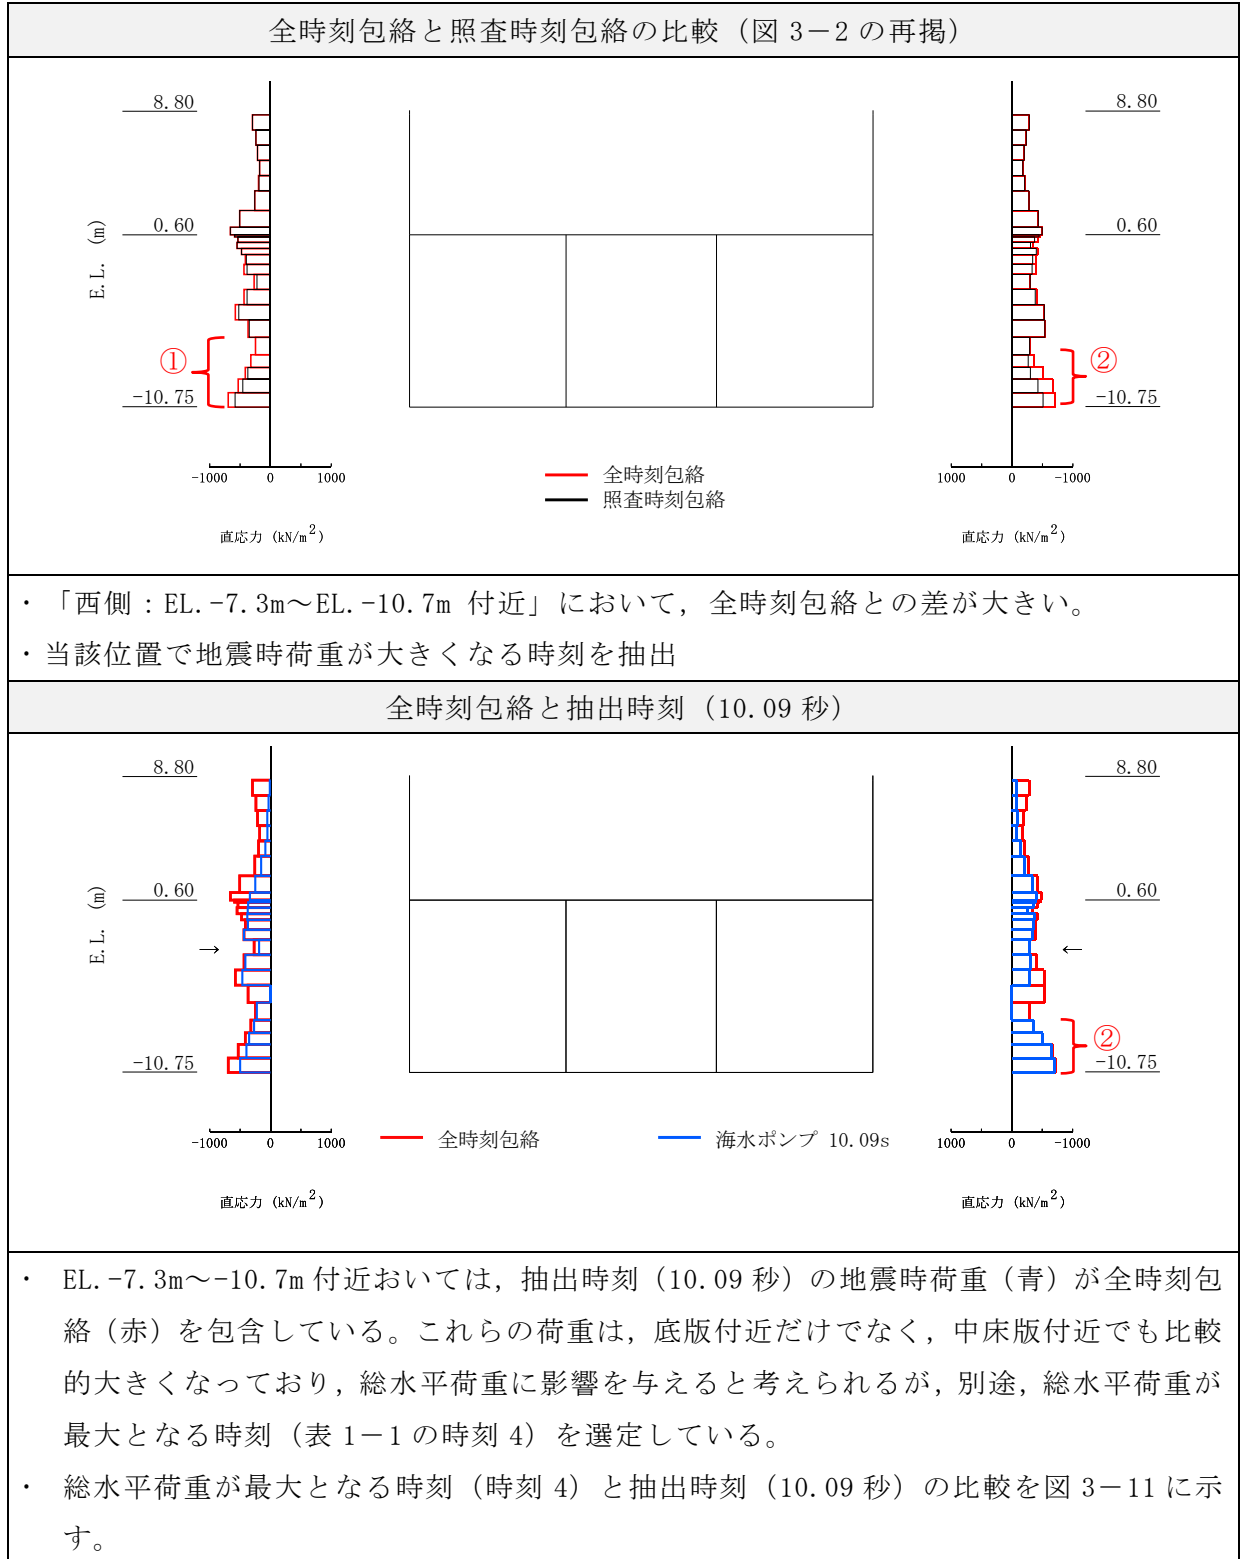 全時刻包絡と照査時刻包絡の比較（図 3－2 の再掲）
8.80
8.80
0.60
0.60
E.L. (m)
①
②
-10.75
-10.75
-1000 0 1000
1000 0 -1000
全時刻包絡
照査時刻包絡
直応力 (kN/m²)
直応力 (kN/m²)
・「西側：EL.-7.3m～EL.-10.7m 付近」において，全時刻包絡との差が大きい。
・当該位置で地震時荷重が大きくなる時刻を抽出
全時刻包絡と抽出時刻（10.09 秒）
8.80
8.80
0.60
0.60
E.L. (m)
→
←
②
-10.75
-10.75
-1000 0 1000
1000 0 -1000
全時刻包絡
海水ポンプ 10.09s
直応力 (kN/m²)
直応力 (kN/m²)
・ EL.-7.3m～-10.7m 付近おいては，抽出時刻（10.09 秒）の地震時荷重（青）が全時刻包
絡（赤）を包含している。これらの荷重は，底版付近だけでなく，中床版付近でも比較
的大きくなっており，総水平荷重に影響を与えると考えられるが，別途，総水平荷重が
最大となる時刻（表 1－1 の時刻 4）を選定している。
・ 総水平荷重が最大となる時刻（時刻 4）と抽出時刻（10.09 秒）の比較を図 3－11 に示
す。